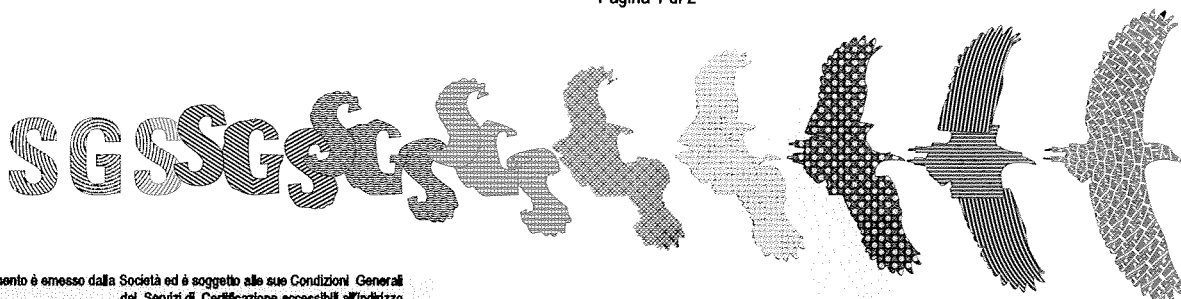 Pagina 1 di 2
SGSSGSSGS
ento è emesso dalla Società ed è soggetto alle sue Condizioni Generali
dei Servizi di Certificazione accessibili all'indirizzo